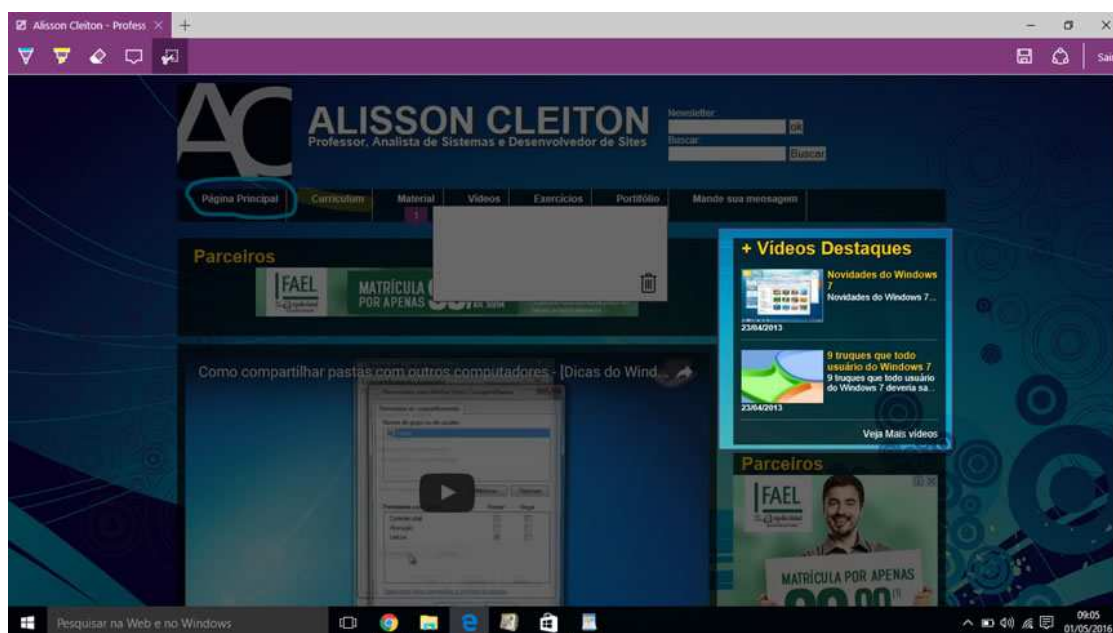 Alisson Cleiton - Profess
Sair
AC
ALISSON CLEITON
Professor, Analista de Sistemas e Desenvolvedor de Sites
Newsletter:
ok
Buscar:
Buscar
Página Principal
Curriculum
Material
Vídeos
Exercícios
Portifólio
Mande sua mensagem
1
Parceiros
FAEL
MATRÍCULA
POR APENAS
+ Vídeos Destaques
Novidades do Windows
7
Novidades do Windows 7...
23/04/2013
9 truques que todo
usuário do Windows 7
9 truques que todo usuário
do Windows 7 deveria sa...
23/04/2013
Veja Mais vídeos
Como compartilhar pastas com outros computadores - [Dicas do Wind...
Parceiros
FAEL
MATRÍCULA POR APENAS
Pesquisar na Web e no Windows
09:05
01/05/2016